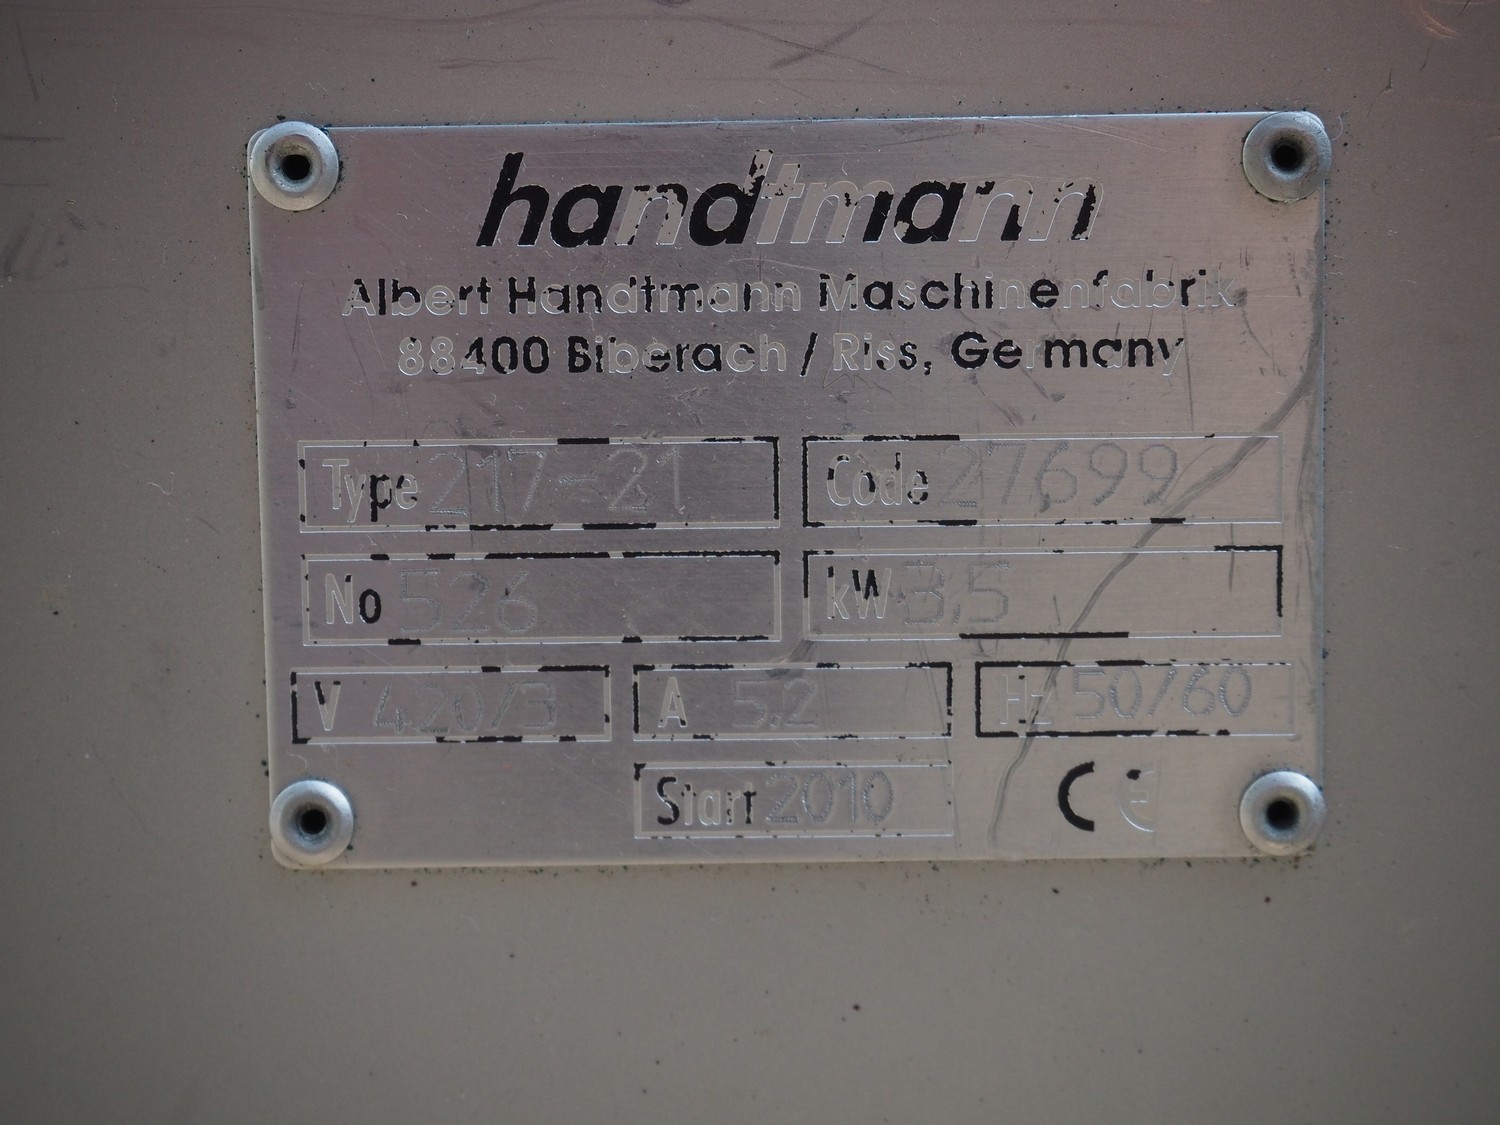 handtmann
Albert Handtmann Maschinenfabrik
88400 Biberach / Riss, Germany
Type 217-21 Code 27699
No 526 kW 3,5
V 420/3 A 5,2 Hz 50/60
Start 2010 CE